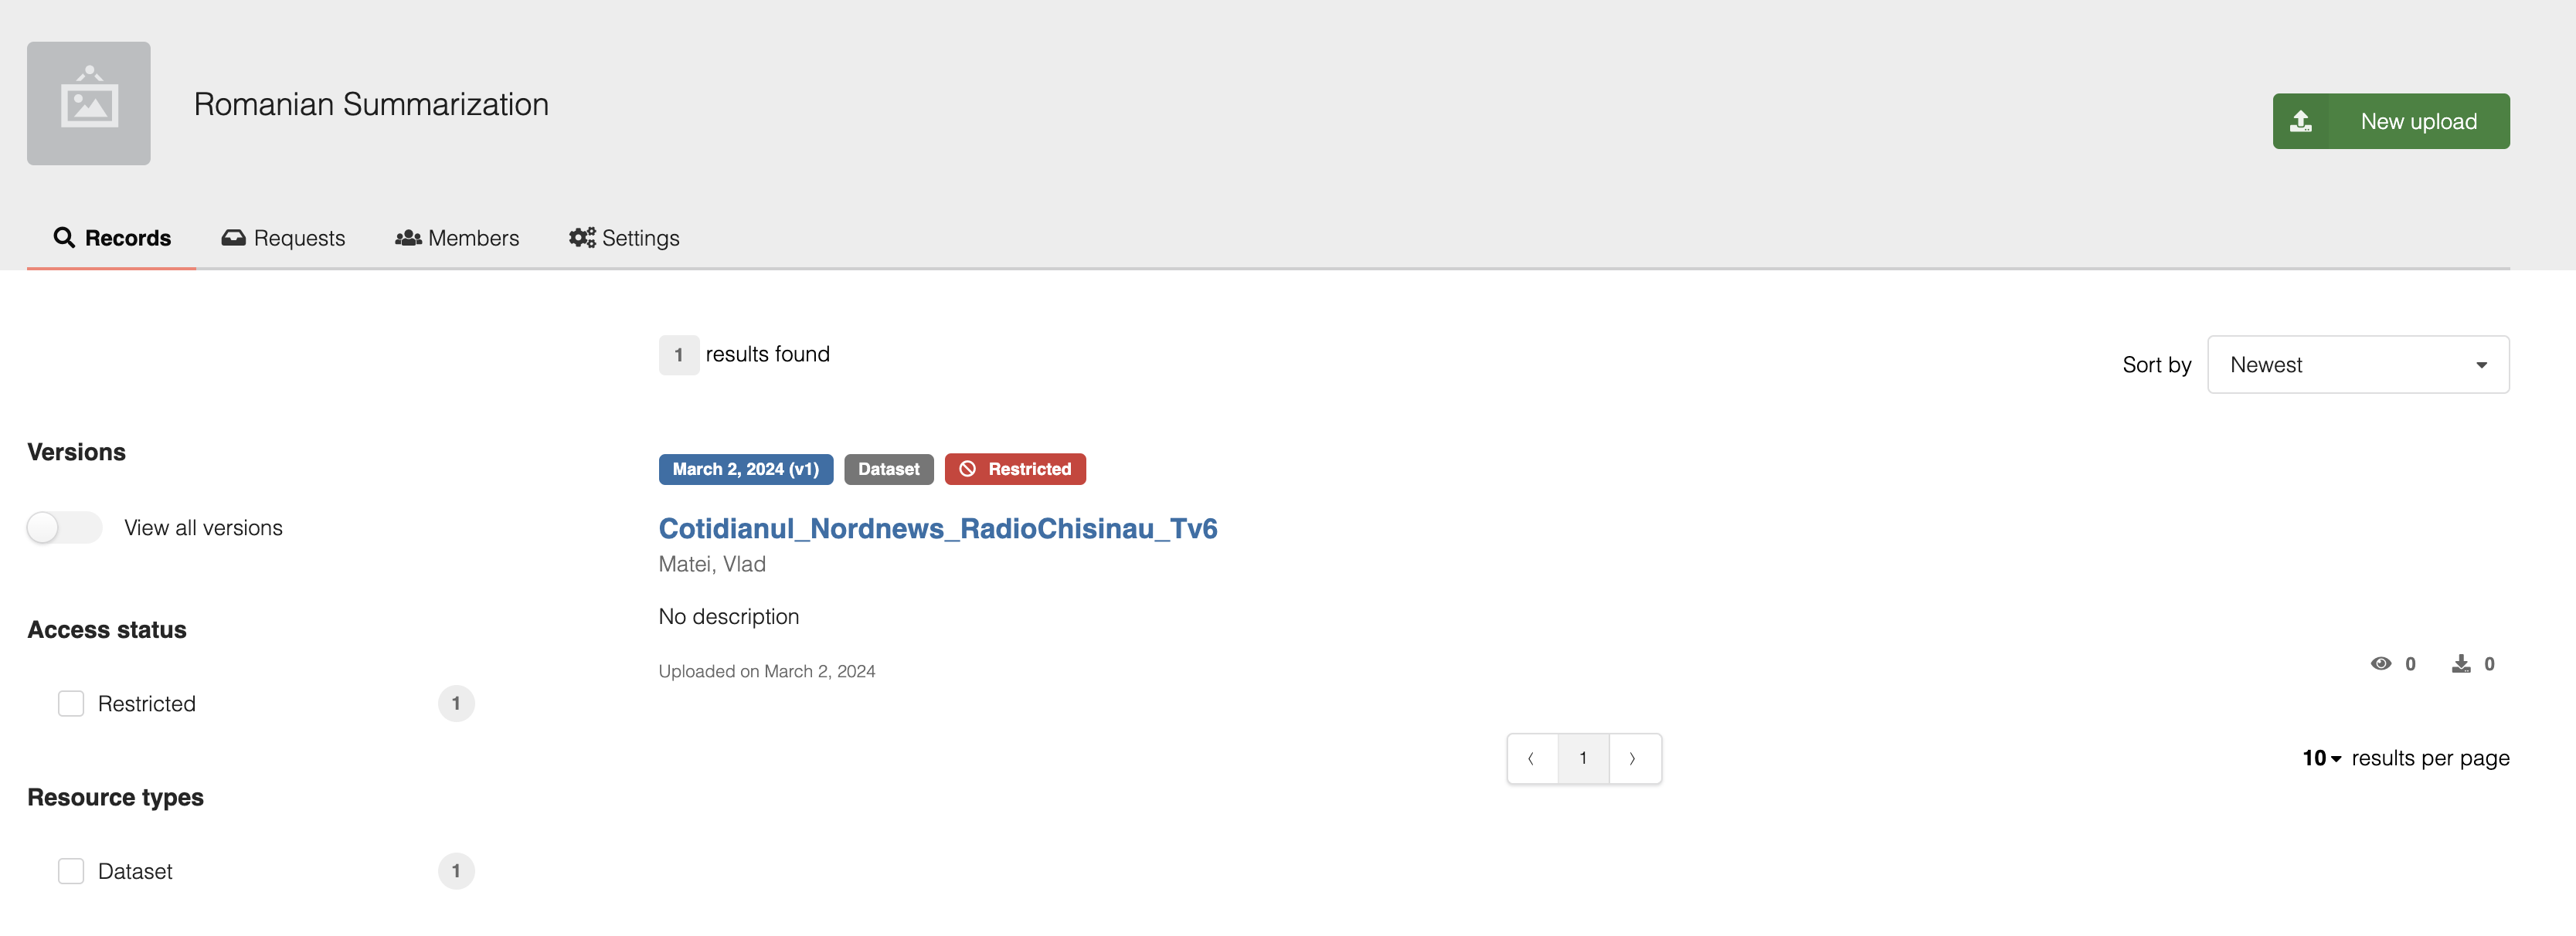 Romanian Summarization
New upload
Records Requests Members Settings
1 results found
Sort by Newest
Versions
View all versions
Access status
Restricted 1
Resource types
Dataset 1
March 2, 2024 (v1) Dataset Restricted
Cotidianul_Nordnews_RadioChisinau_Tv6
Matei, Vlad
No description
Uploaded on March 2, 2024
0 0
‹ 1 ›
10 results per page